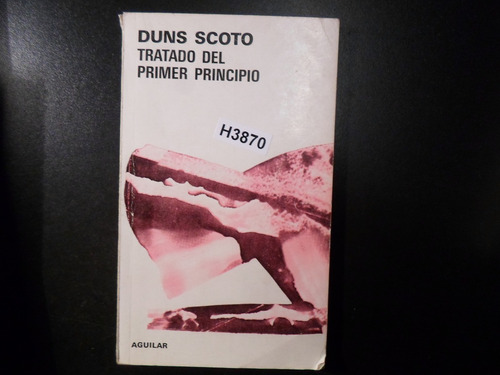 DUNS SCOTO
TRATADO DEL
PRIMER PRINCIPIO
H3870
AGUILAR